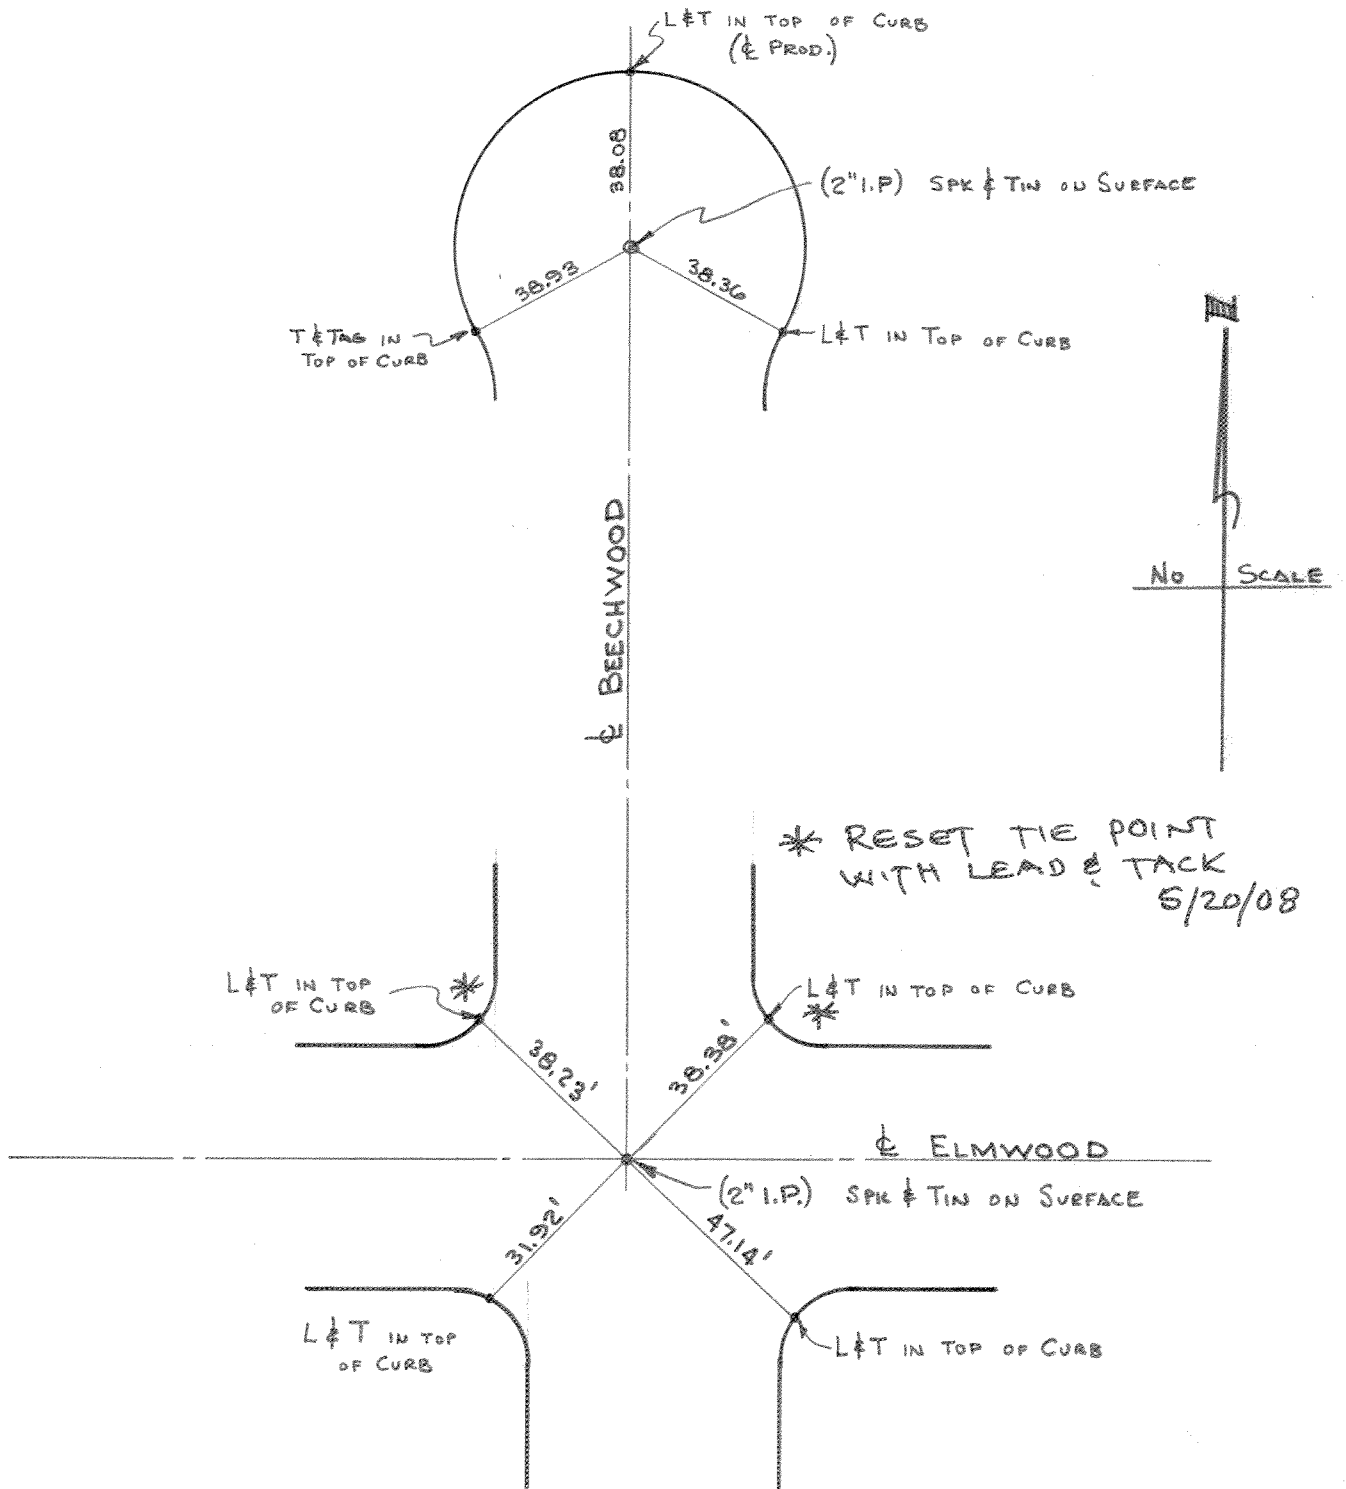 L & T IN TOP OF CURB
(℄ PROD.)
38.08
(2" I.P) SPK & TIN ON SURFACE
38.93
38.36
T & TAG IN
TOP OF CURB
L & T IN TOP OF CURB
N
℄ BEECHWOOD
NO SCALE
* RESET TIE POINT
WITH LEAD & TACK
5/20/08
L & T IN TOP
OF CURB
*
L & T IN TOP OF CURB
*
38.23'
38.38'
℄ ELMWOOD
(2" I.P.) SPK & TIN ON SURFACE
31.92'
47.14'
L & T IN TOP
OF CURB
L & T IN TOP OF CURB